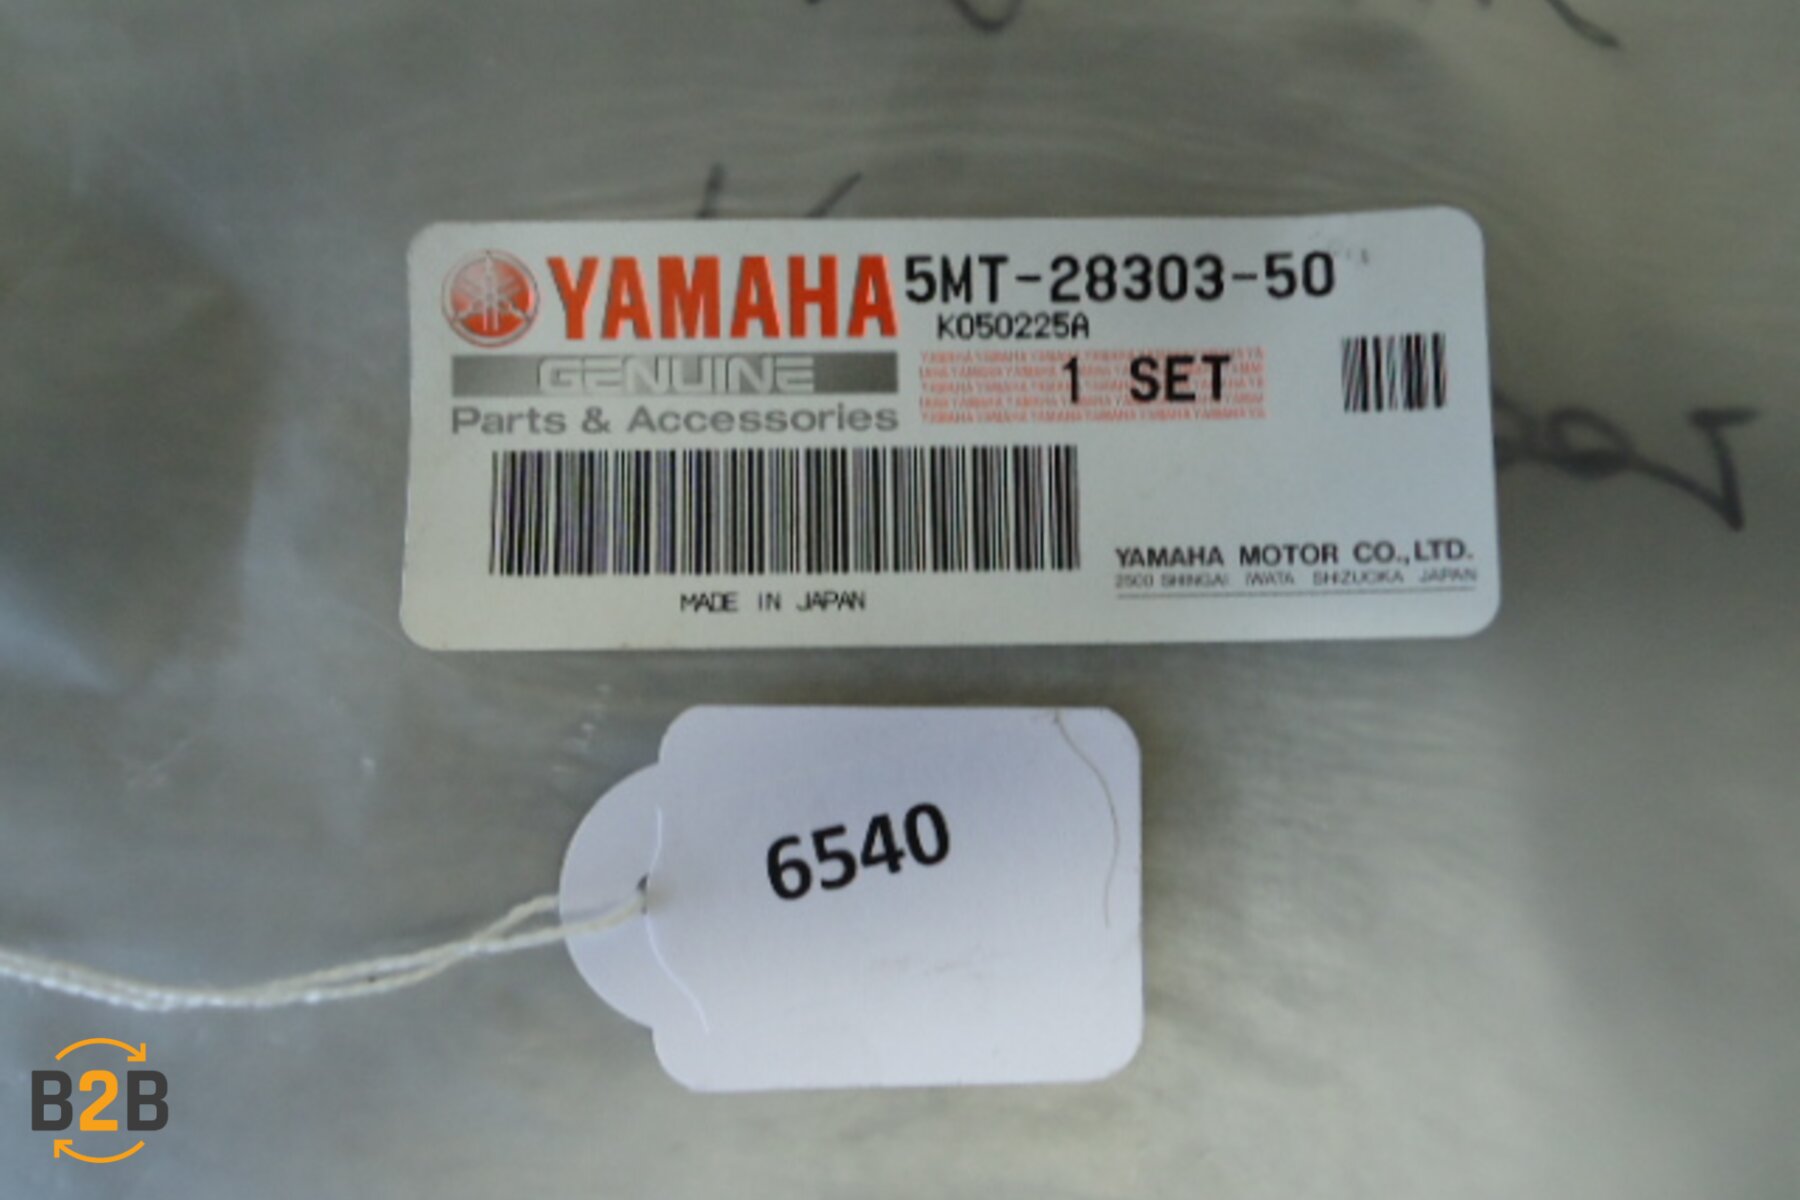 YAMAHA
5MT-28303-50
K050225A
GENUINE
1 SET
Parts & Accessories
YAMAHA MOTOR CO.,LTD.
2500 SHINGAI IWATA SHIZUOKA JAPAN
MADE IN JAPAN
6540
B2B